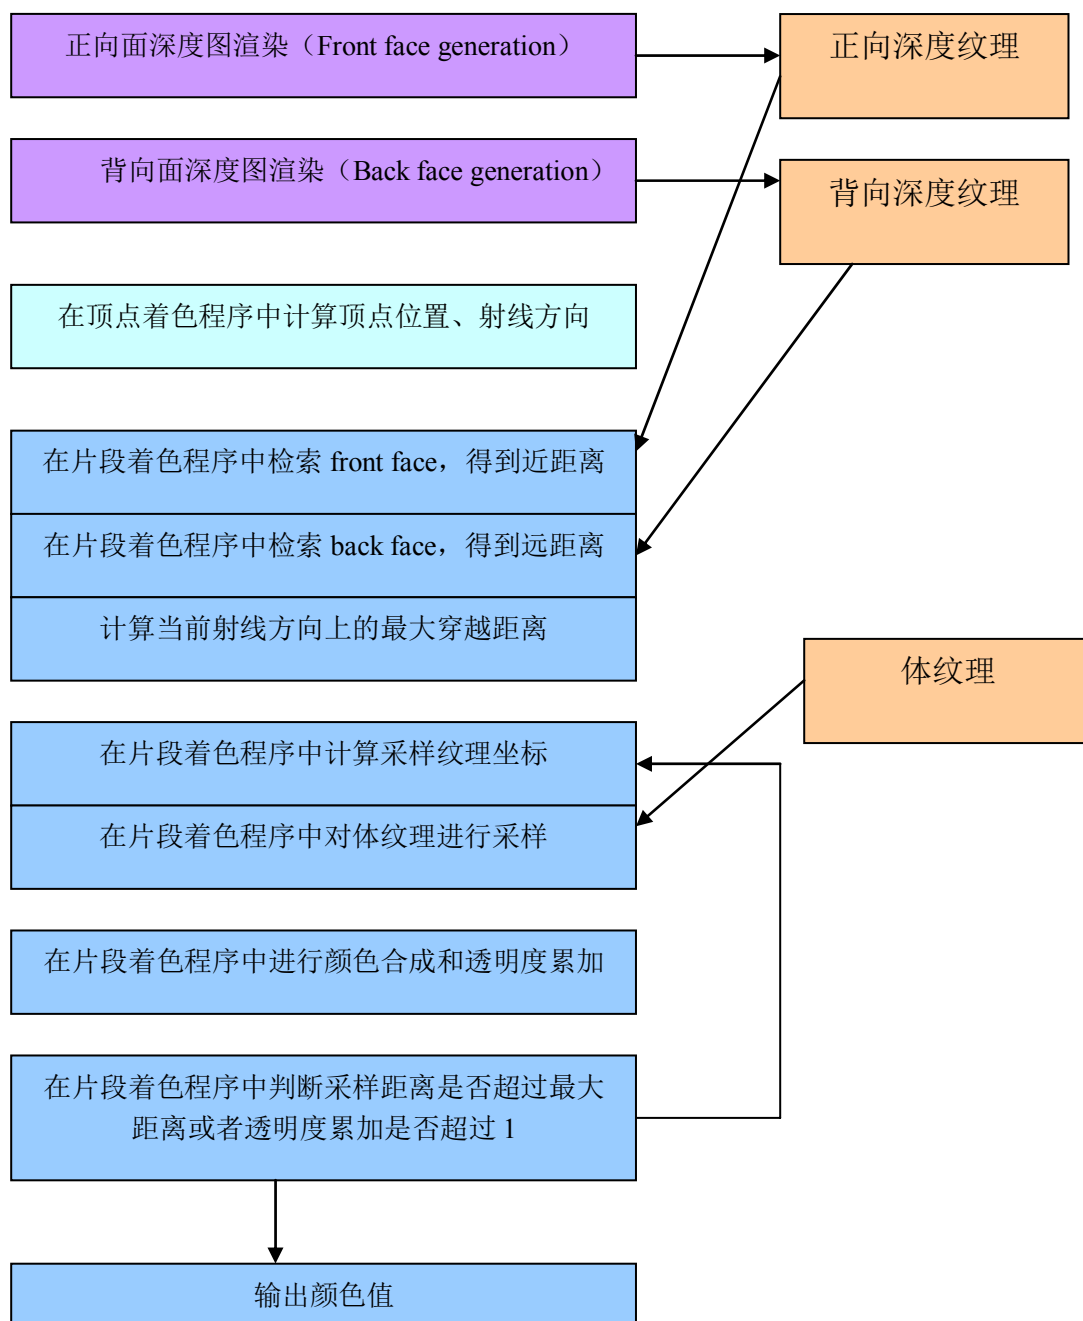 正向面深度图渲染（Front face generation）
正向深度纹理
背向面深度图渲染（Back face generation）
背向深度纹理
在顶点着色程序中计算顶点位置、射线方向
在片段着色程序中检索 front face，得到近距离
在片段着色程序中检索 back face，得到远距离
计算当前射线方向上的最大穿越距离
体纹理
在片段着色程序中计算采样纹理坐标
在片段着色程序中对体纹理进行采样
在片段着色程序中进行颜色合成和透明度累加
在片段着色程序中判断采样距离是否超过最大
距离或者透明度累加是否超过 1
输出颜色值